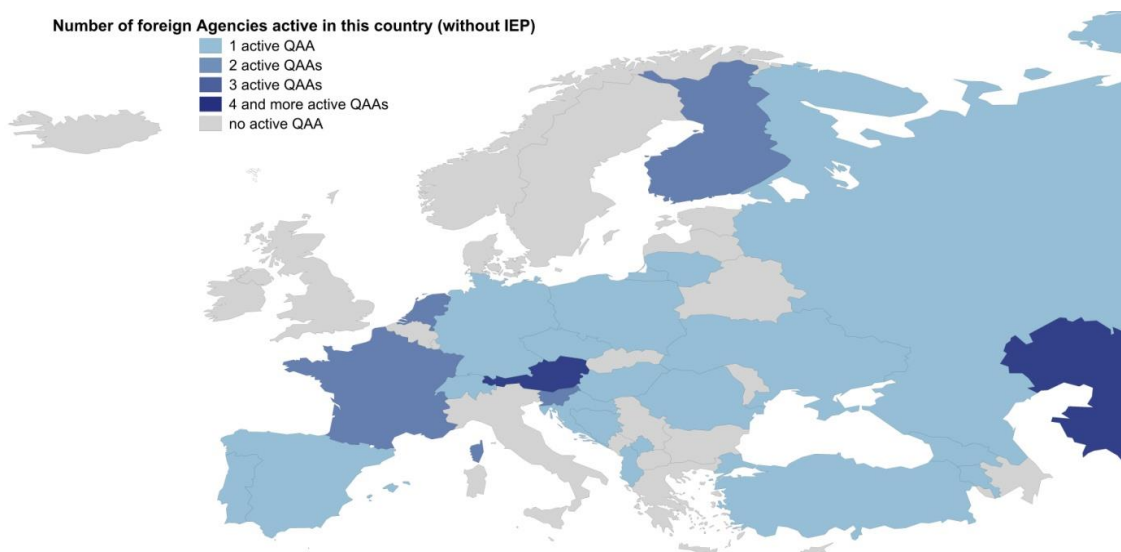 Number of foreign Agencies active in this country (without IEP)
1 active QAA
2 active QAAs
3 active QAAs
4 and more active QAAs
no active QAA